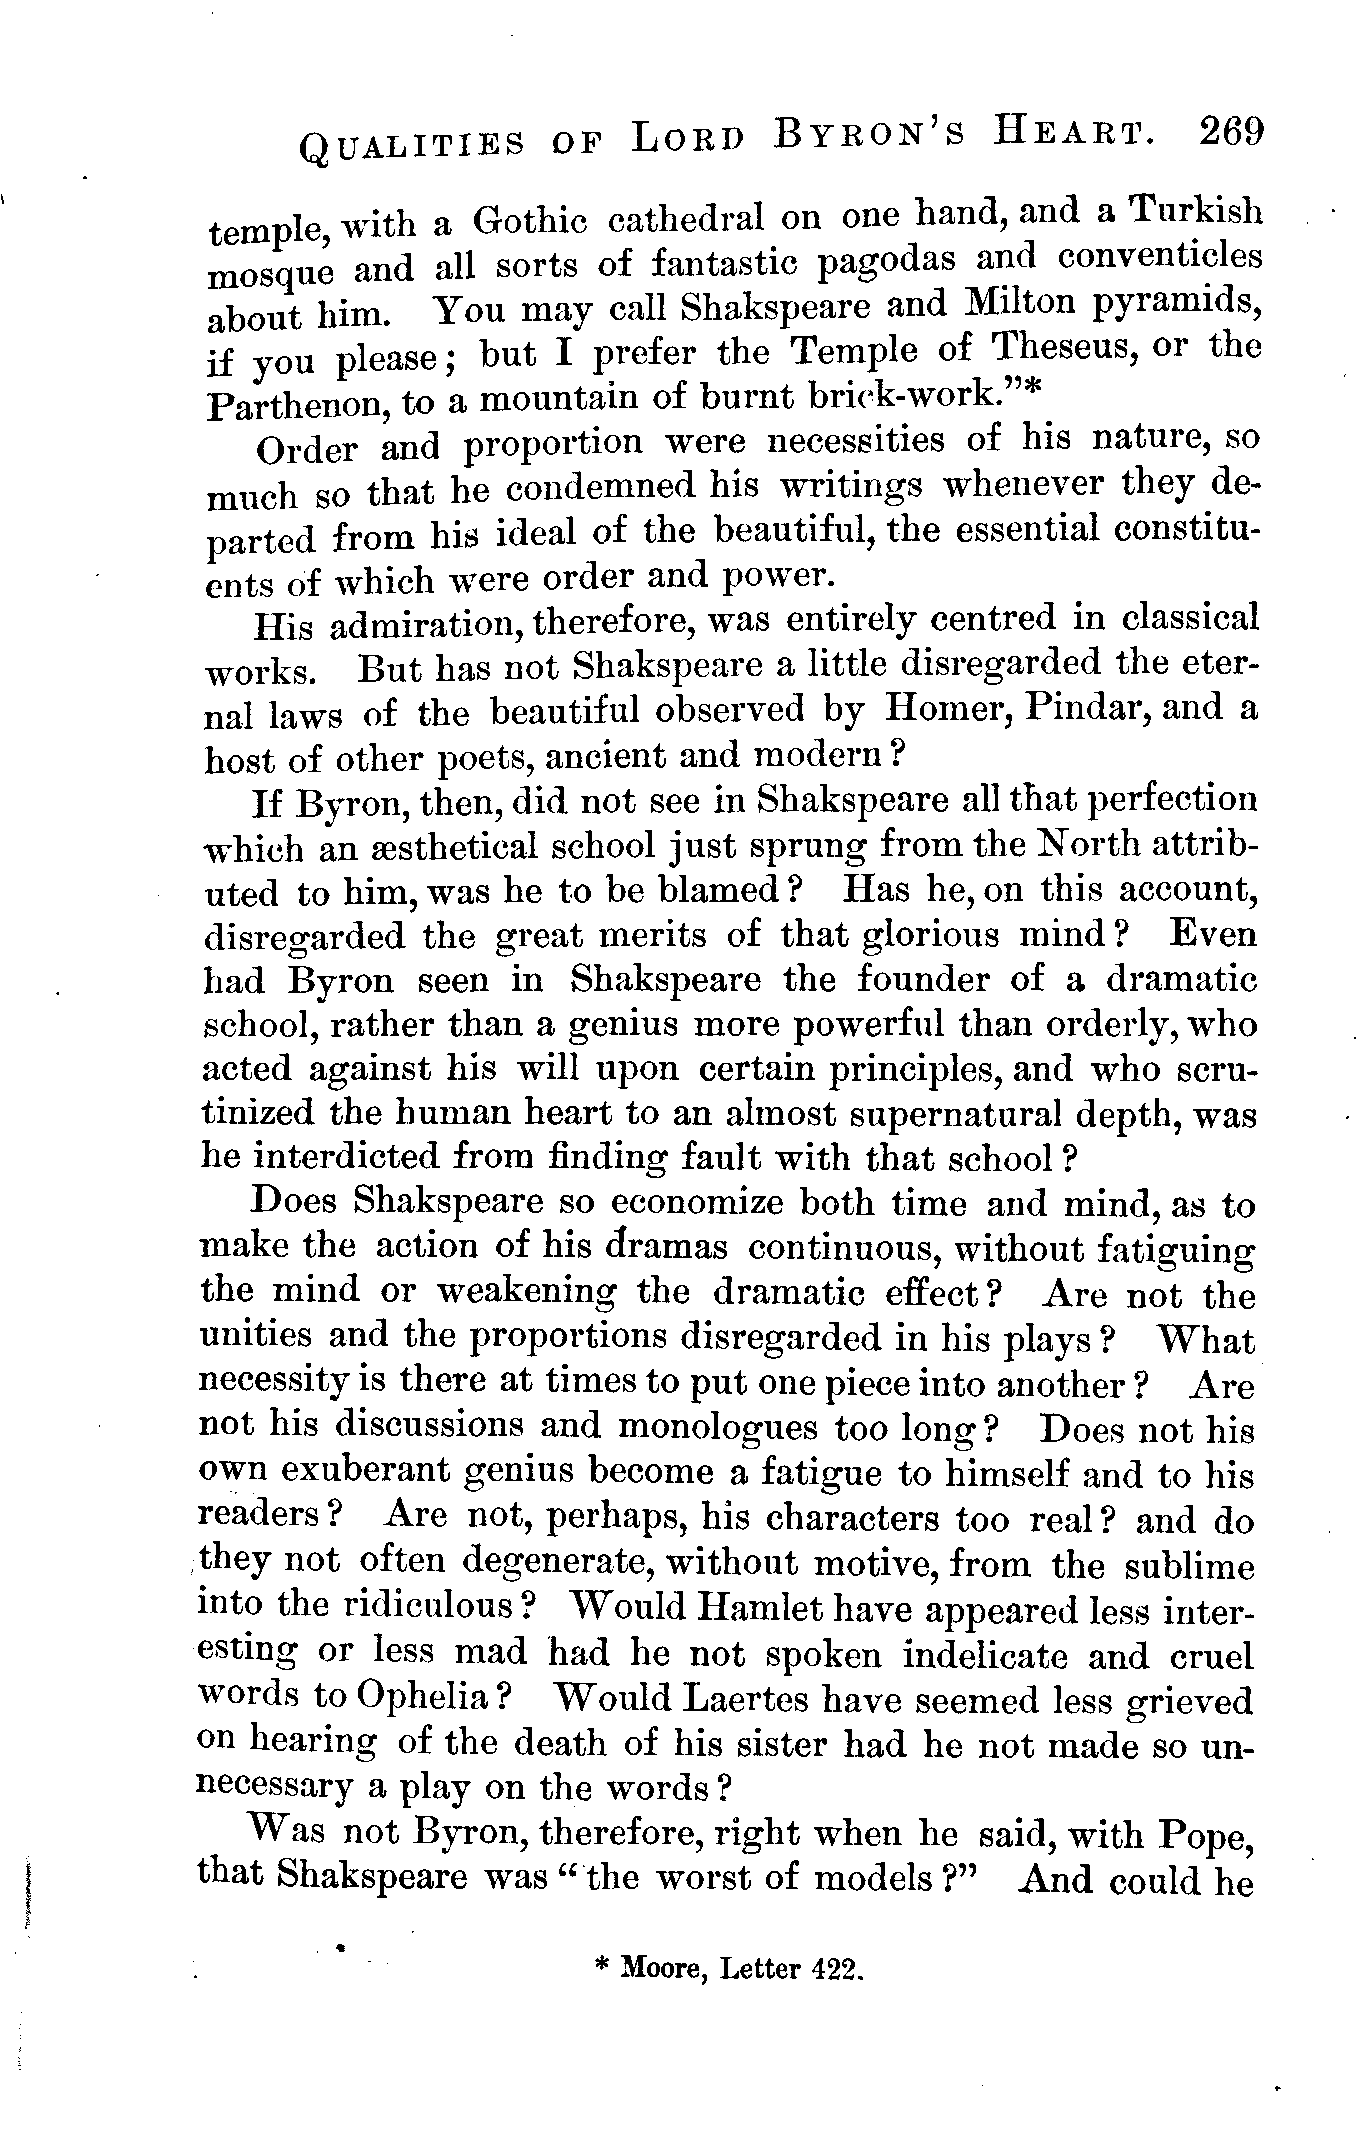 QUALITIES OF LORD BYRON'S HEART. 269
temple, with a Gothic cathedral on one hand, and a Turkish
mosque and all sorts of fantastic pagodas and conventicles
about him. You may call Shakspeare and Milton pyramids,
if you please; but I prefer the Temple of Theseus, or the
Parthenon, to a mountain of burnt brick-work."*
Order and proportion were necessities of his nature, so
much so that he condemned his writings whenever they de-
parted from his ideal of the beautiful, the essential constitu-
ents of which were order and power.
His admiration, therefore, was entirely centred in classical
works. But has not Shakspeare a little disregarded the eter-
nal laws of the beautiful observed by Homer, Pindar, and a
host of other poets, ancient and modern?
If Byron, then, did not see in Shakspeare all that perfection
which an æsthetical school just sprung from the North attrib-
uted to him, was he to be blamed? Has he, on this account,
disregarded the great merits of that glorious mind? Even
had Byron seen in Shakspeare the founder of a dramatic
school, rather than a genius more powerful than orderly, who
acted against his will upon certain principles, and who scru-
tinized the human heart to an almost supernatural depth, was
he interdicted from finding fault with that school?
Does Shakspeare so economize both time and mind, as to
make the action of his dramas continuous, without fatiguing
the mind or weakening the dramatic effect? Are not the
unities and the proportions disregarded in his plays? What
necessity is there at times to put one piece into another? Are
not his discussions and monologues too long? Does not his
own exuberant genius become a fatigue to himself and to his
readers? Are not, perhaps, his characters too real? and do
they not often degenerate, without motive, from the sublime
into the ridiculous? Would Hamlet have appeared less inter-
esting or less mad had he not spoken indelicate and cruel
words to Ophelia? Would Laertes have seemed less grieved
on hearing of the death of his sister had he not made so un-
necessary a play on the words?
Was not Byron, therefore, right when he said, with Pope,
that Shakspeare was "the worst of models?" And could he
* Moore, Letter 422.